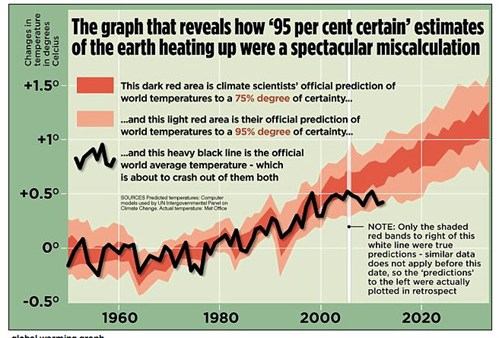 Changes in
temperature
in degrees
Celcius
The graph that reveals how ‘95 per cent certain’ estimates
of the earth heating up were a spectacular miscalculation
+1.5°
+1°
+0.5°
0°
-0.5°
This dark red area is climate scientists' official prediction of
world temperatures to a 75% degree of certainty...
...and this light red area is their official prediction of
world temperatures to a 95% degree of certainty...
...and this heavy black line is the official
world average temperature - which
is about to crash out of them both
SOURCES Predicted temperatures: Computer
models used by UN Intergovernmental Panel on
Climate Change. Actual temperature: Met Office
NOTE: Only the shaded
red bands to right of this
white line were true
predictions - similar data
does not apply before this
date, so the ‘predictions’
to the left were actually
plotted in retrospect
1960
1980
2000
2020
global warming graph